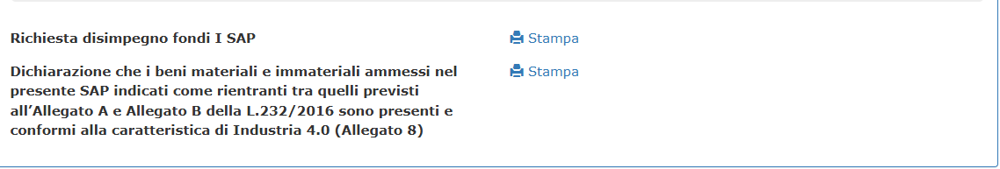 Richiesta disimpegno fondi I SAP
Stampa
Dichiarazione che i beni materiali e immateriali ammessi nel
presente SAP indicati come rientranti tra quelli previsti
all’Allegato A e Allegato B della L.232/2016 sono presenti e
conformi alla caratteristica di Industria 4.0 (Allegato 8)
Stampa